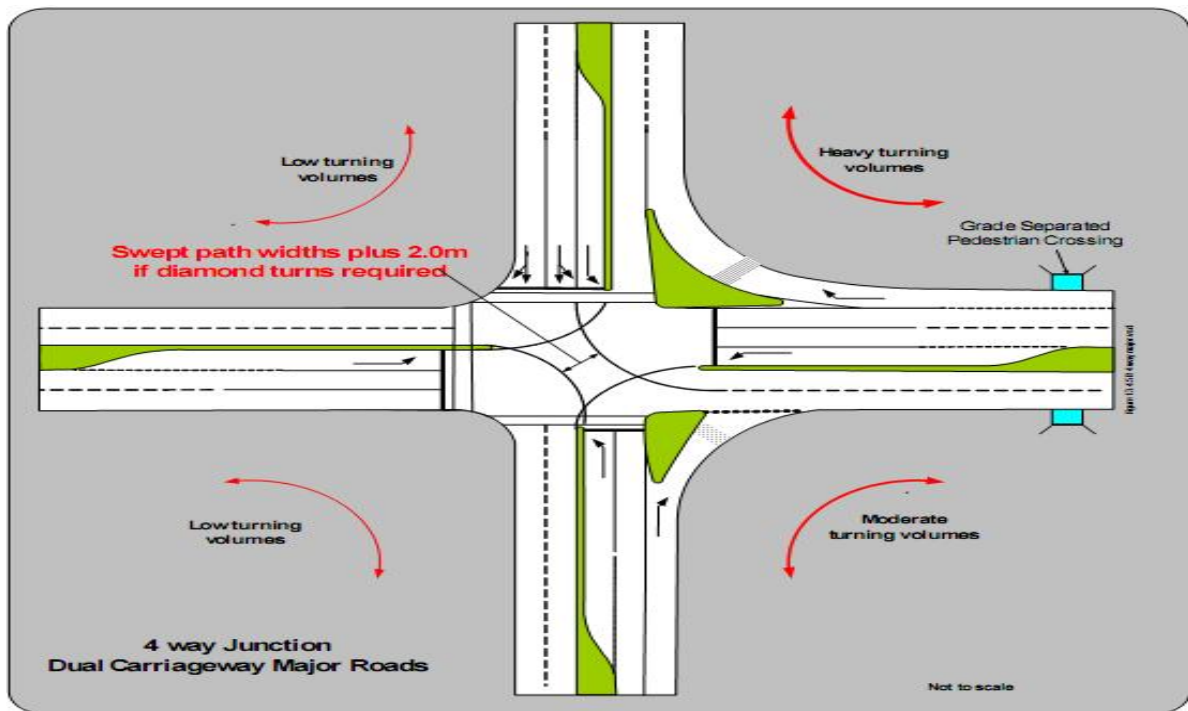 Low turning
volumes
Heavy turning
volumes
Grade Separated
Pedestrian Crossing
Swept path widths plus 2.0m
if diamond turns required
Low turning
volumes
Moderate
turning volumes
4 way Junction
Dual Carriageway Major Roads
Not to scale